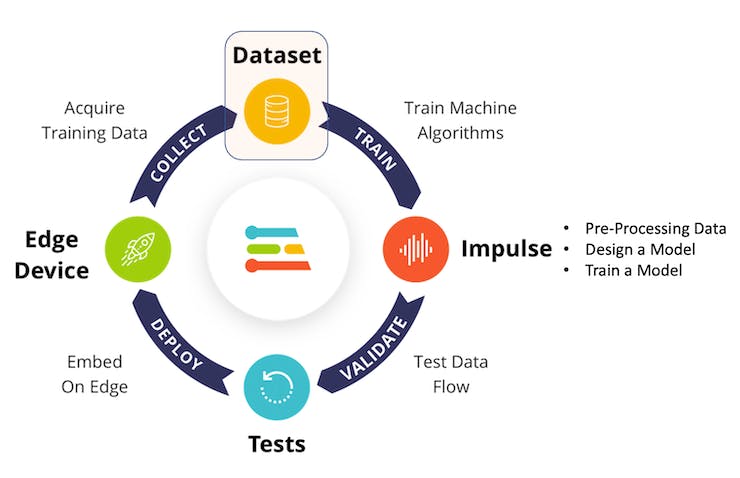 Dataset
Acquire
Training Data
COLLECT
TRAIN
Train Machine
Algorithms
Edge
Device
Impulse
• Pre-Processing Data
• Design a Model
• Train a Model
DEPLOY
VALIDATE
Embed
On Edge
Test Data
Flow
Tests